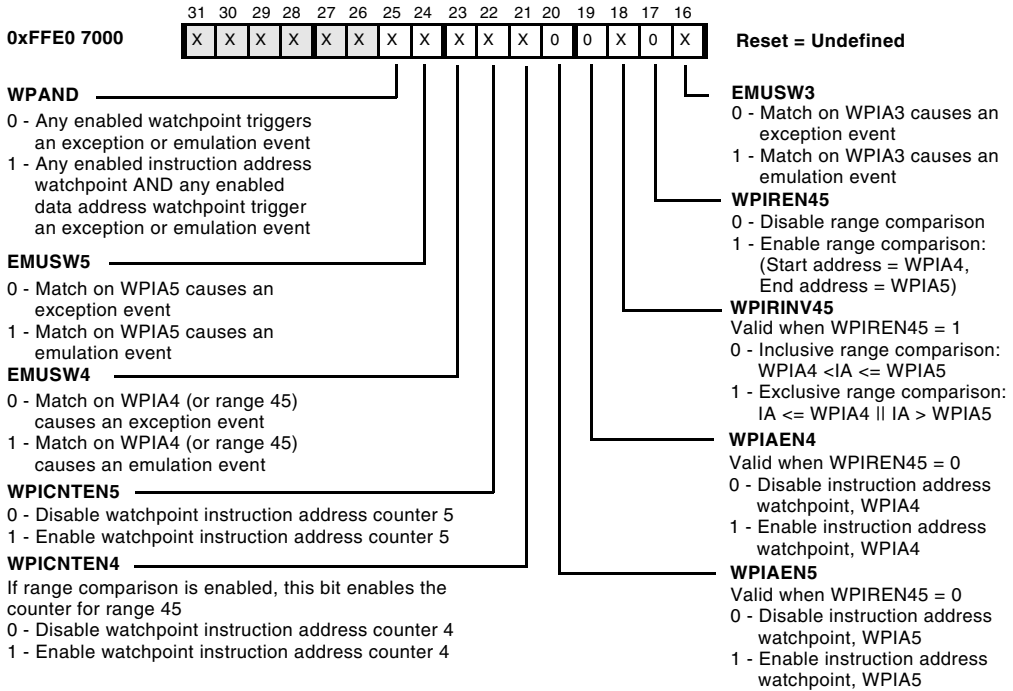 31 30 29 28 27 26 25 24 23 22 21 20 19 18 17 16
0xFFE0 7000
X X X X X X X X X X X 0 0 X 0 X
Reset = Undefined
WPAND
0 - Any enabled watchpoint triggers
an exception or emulation event
1 - Any enabled instruction address
watchpoint AND any enabled
data address watchpoint trigger
an exception or emulation event
EMUSW5
0 - Match on WPIA5 causes an
exception event
1 - Match on WPIA5 causes an
emulation event
EMUSW4
0 - Match on WPIA4 (or range 45)
causes an exception event
1 - Match on WPIA4 (or range 45)
causes an emulation event
WPICNTEN5
0 - Disable watchpoint instruction address counter 5
1 - Enable watchpoint instruction address counter 5
WPICNTEN4
If range comparison is enabled, this bit enables the
counter for range 45
0 - Disable watchpoint instruction address counter 4
1 - Enable watchpoint instruction address counter 4
EMUSW3
0 - Match on WPIA3 causes an
exception event
1 - Match on WPIA3 causes an
emulation event
WPIREN45
0 - Disable range comparison
1 - Enable range comparison:
(Start address = WPIA4,
End address = WPIA5)
WPIRINV45
Valid when WPIREN45 = 1
0 - Inclusive range comparison:
WPIA4 <IA <= WPIA5
1 - Exclusive range comparison:
IA <= WPIA4 || IA > WPIA5
WPIAEN4
Valid when WPIREN45 = 0
0 - Disable instruction address
watchpoint, WPIA4
1 - Enable instruction address
watchpoint, WPIA4
WPIAEN5
Valid when WPIREN45 = 0
0 - Disable instruction address
watchpoint, WPIA5
1 - Enable instruction address
watchpoint, WPIA5